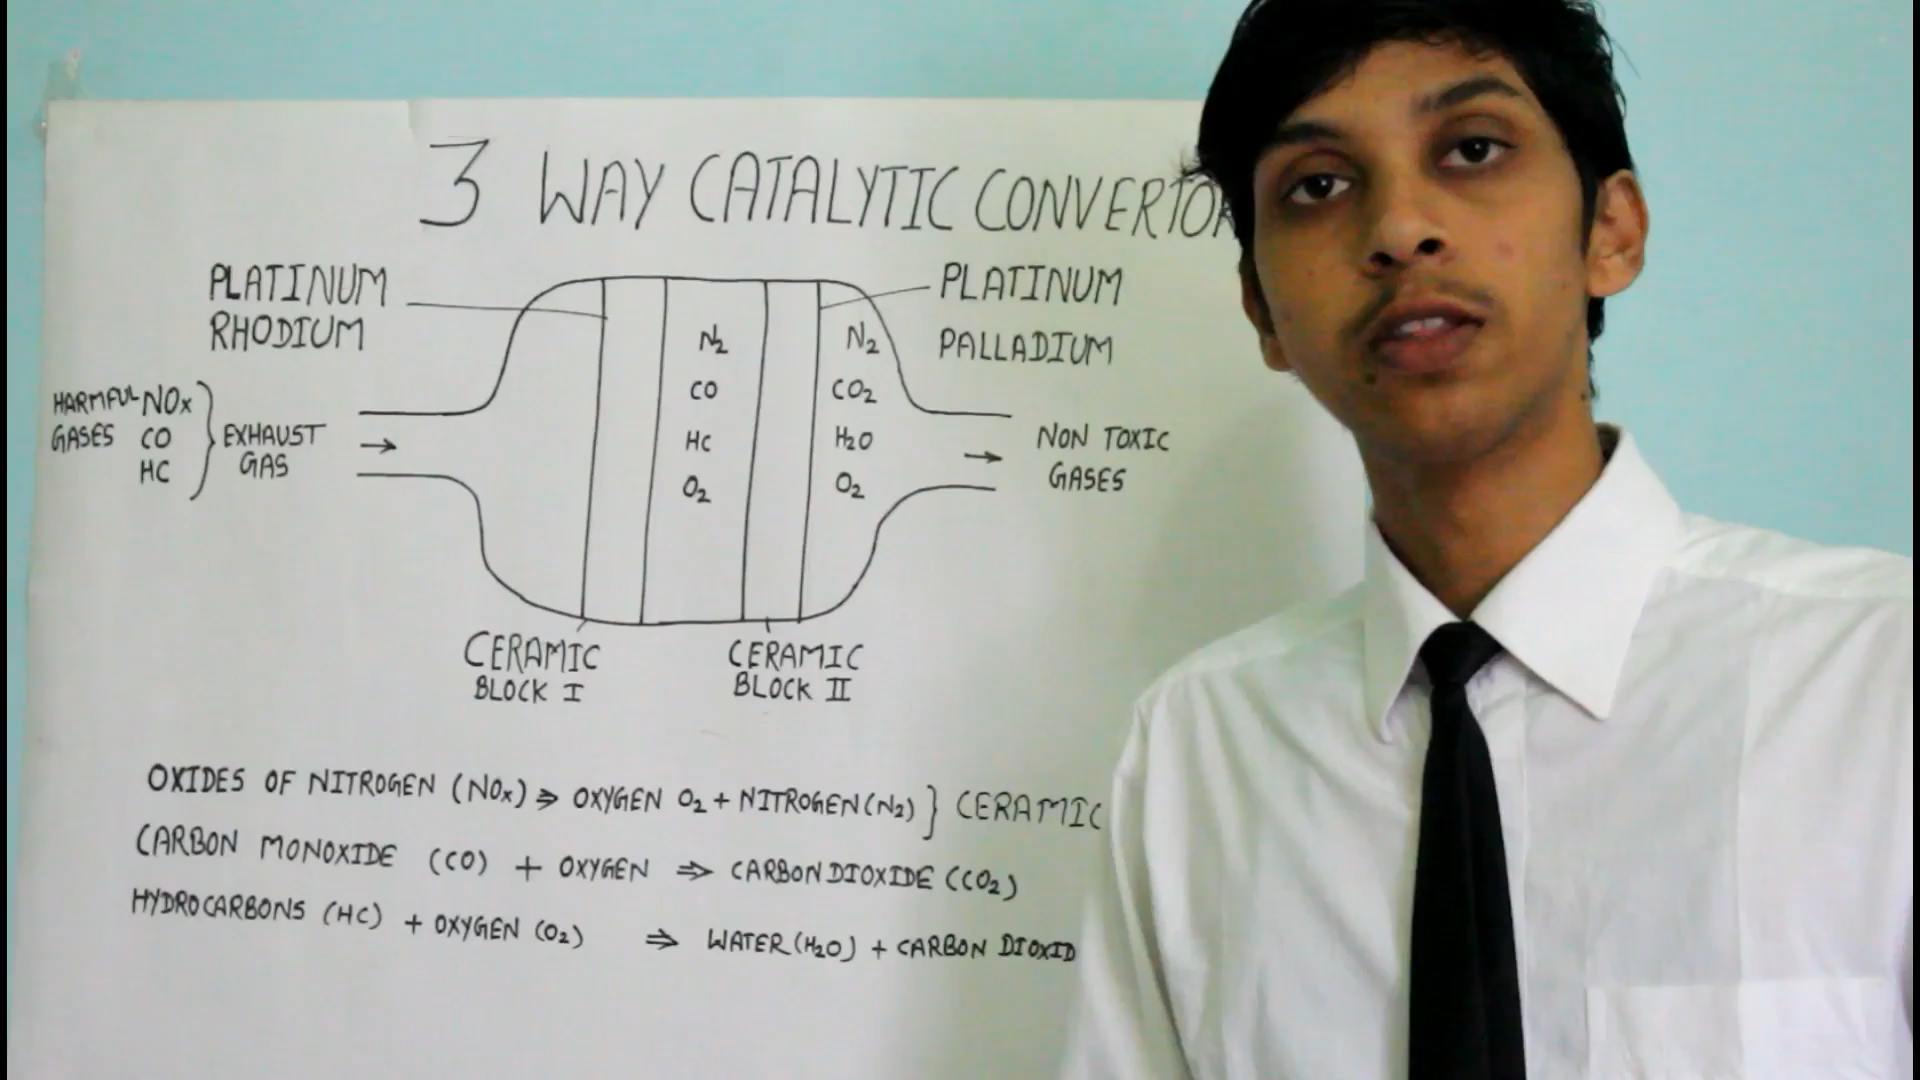 3 WAY CATALYTIC CONVERTOR
PLATINUM
RHODIUM
PLATINUM
PALLADIUM
HARMFUL
GASES
NOx
CO
HC
EXHAUST
GAS
→
N2
CO
HC
O2
N2
CO2
H2O
O2
→
NON TOXIC
GASES
CERAMIC
BLOCK I
CERAMIC
BLOCK II
OXIDES OF NITROGEN (NOx) ⇒ OXYGEN O2 + NITROGEN (N2) } CERAMIC
CARBON MONOXIDE (CO) + OXYGEN ⇒ CARBON DIOXIDE (CO2)
HYDROCARBONS (HC) + OXYGEN (O2) ⇒ WATER (H2O) + CARBON DIOXID